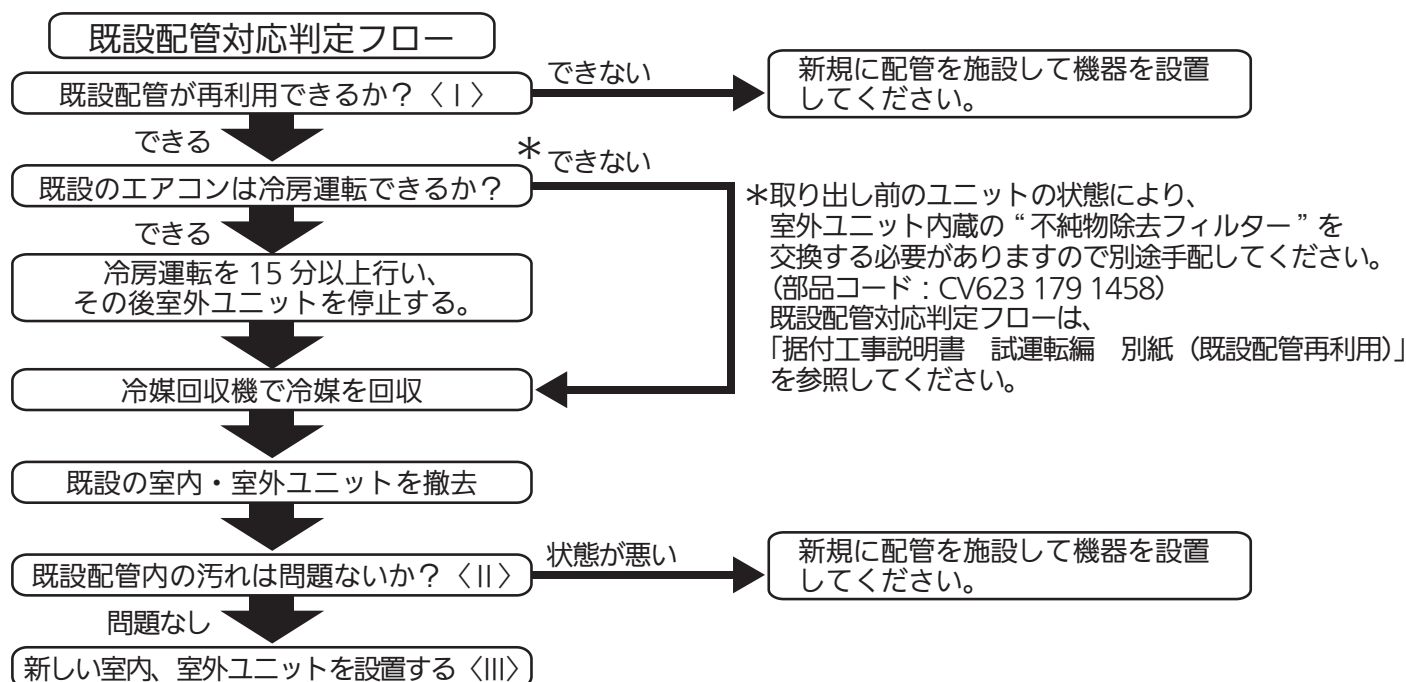 既設配管対応判定フロー
既設配管が再利用できるか？〈Ⅰ〉
できない
新規に配管を施設して機器を設置
してください。
できる
既設のエアコンは冷房運転できるか？
＊できない
＊取り出し前のユニットの状態により、
室外ユニット内蔵の“不純物除去フィルター”を
交換する必要がありますので別途手配してください。
（部品コード：CV623 179 1458）
既設配管対応判定フローは、
「据付工事説明書　試運転編　別紙（既設配管再利用）」
を参照してください。
できる
冷房運転を 15 分以上行い、
その後室外ユニットを停止する。
冷媒回収機で冷媒を回収
既設の室内・室外ユニットを撤去
既設配管内の汚れは問題ないか？〈Ⅱ〉
状態が悪い
新規に配管を施設して機器を設置
してください。
問題なし
新しい室内、室外ユニットを設置する〈Ⅲ〉